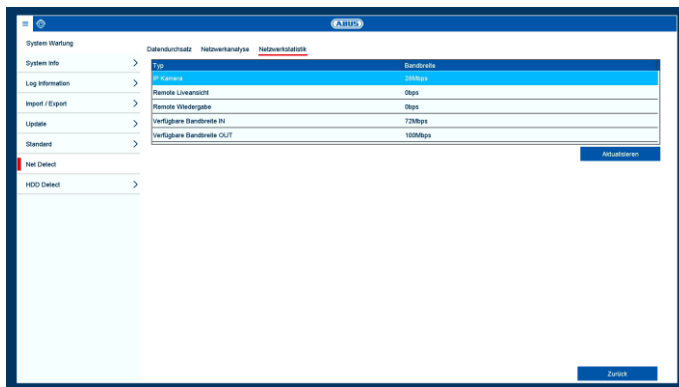 ABUS
System Wartung
Datendurchsatz Netzwerkanalyse Netzwerkstatistik
System Info
Log Information
Import / Export
Update
Standard
Net Detect
HDD Detect
Typ Bandbreite
IP Kamera 28Mbps
Remote Liveansicht 0bps
Remote Wiedergabe 0bps
Verfügbare Bandbreite IN 72Mbps
Verfügbare Bandbreite OUT 100Mbps
Aktualisieren
Zurück